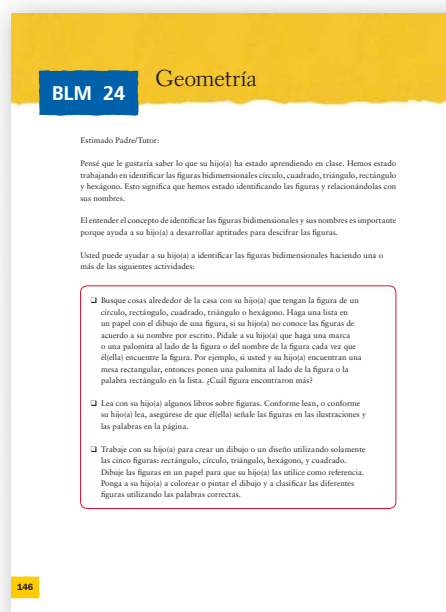 Geometría
BLM 24
Estimado Padre/Tutor:
Pensé que le gustaría saber lo que su hijo(a) ha estado aprendiendo en clase. Hemos estado
trabajando en identificar las figuras bidimensionales círculo, cuadrado, triángulo, rectángulo
y hexágono. Esto significa que hemos estado identificando las figuras y relacionándolas con
sus nombres.
El entender el concepto de identificar las figuras bidimensionales y sus nombres es importante
porque ayuda a su hijo(a) a desarrollar aptitudes para descifrar las figuras.
Usted puede ayudar a su hijo(a) a identificar las figuras bidimensionales haciendo una o
más de las siguientes actividades:
❑ Busque cosas alrededor de la casa con su hijo(a) que tengan la figura de un
círculo, rectángulo, cuadrado, triángulo o hexágono. Haga una lista en
un papel con el dibujo de una figura, si su hijo(a) no conoce las figuras de
acuerdo a su nombre por escrito. Pídale a su hijo(a) que haga una marca
o una palomita al lado de la figura o del nombre de la figura cada vez que
él(ella) encuentre la figura. Por ejemplo, si usted y su hijo(a) encuentran una
mesa rectangular, entonces ponen una palomita al lado de la figura o la
palabra rectángulo en la lista. ¿Cuál figura encontraron más?
❑ Lea con su hijo(a) algunos libros sobre figuras. Conforme lean, o conforme
su hijo(a) lea, asegúrese de que él(ella) señale las figuras en las ilustraciones y
las palabras en la página.
❑ Trabaje con su hijo(a) para crear un dibujo o un diseño utilizando solamente
las cinco figuras: rectángulo, círculo, triángulo, hexágono, y cuadrado.
Dibuje las figuras en un papel para que su hijo(a) las utilice como referencia.
Ponga a su hijo(a) a colorear o pintar el dibujo y a clasificar las diferentes
figuras utilizando las palabras correctas.
146